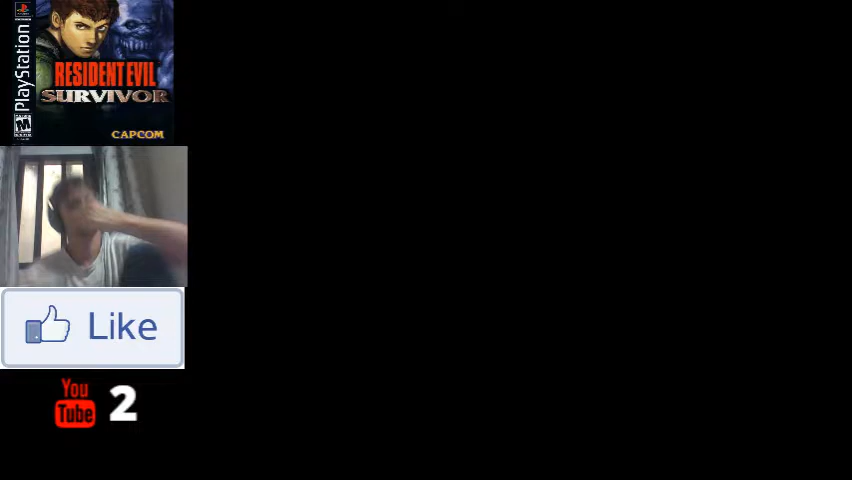 PlayStation
RESIDENT EVIL
SURVIVOR
CAPCOM
Like
You
Tube 2